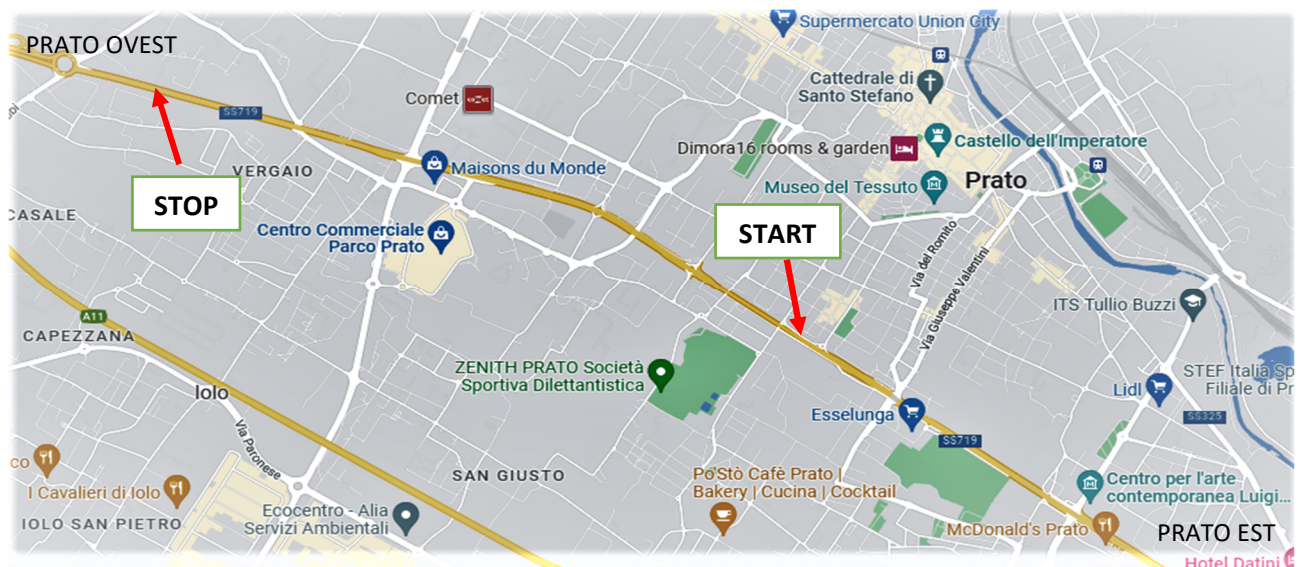 PRATO OVEST
Supermercato Union City
Comet
comet
Cattedrale di
Santo Stefano
SS719
Castello dell'Imperatore
Dimora16 rooms & garden
VERGAIO
Maisons du Monde
Museo del Tessuto
Prato
STOP
CASALE
Centro Commerciale
Parco Prato
START
Via del Romito
Via Giuseppe Valentini
ITS Tullio Buzzi
A11
CAPEZZANA
ZENITH PRATO Società
Sportiva Dilettantistica
STEF Italia Sp
Filiale di Pr
Lidl
Iolo
Esselunga
SS325
SS719
Via Paronese
co
I Cavalieri di Iolo
SAN GIUSTO
Po'Stò Cafè Prato |
Bakery | Cucina | Cocktail
Centro per l'arte
contemporanea Luigi...
IOLO SAN PIETRO
Ecocentro - Alia
Servizi Ambientali
McDonald's Prato
PRATO EST
Hotel Datini